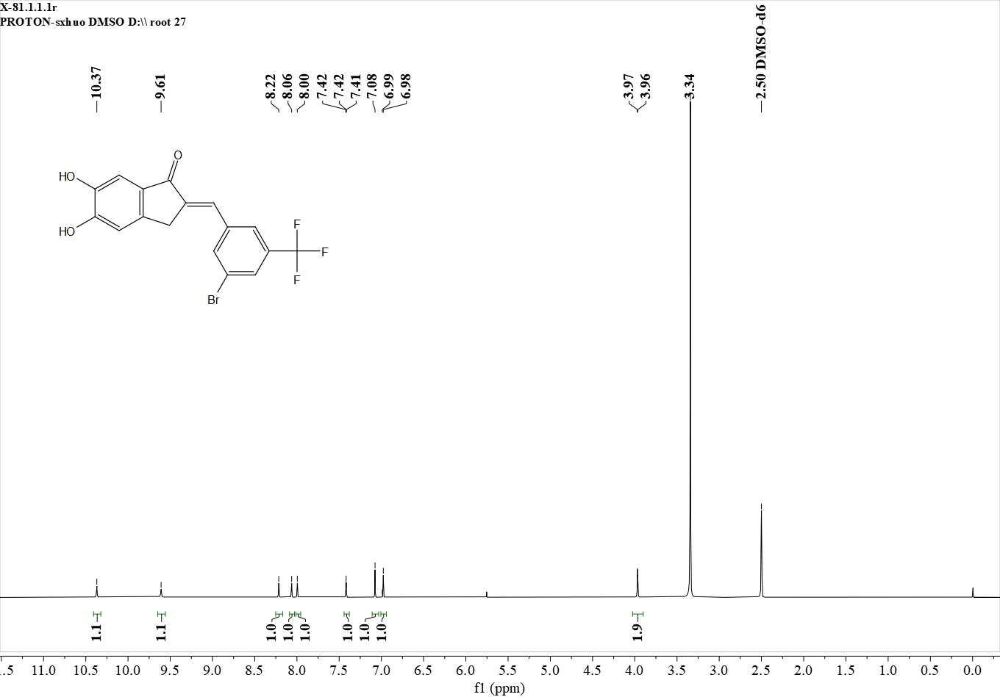 X-81.1.1.1r
PROTON-sxhuo DMSO D:\\ root 27
10.37
9.61
8.22
8.06
8.00
7.42
7.42
7.41
7.08
6.99
6.98
3.97
3.96
3.34
2.50 DMSO-d6
O
HO
HO
F
F
F
Br
1.1
1.1
1.0
1.0
1.0
1.0
1.0
1.0
1.9
.5 11.0 10.5 10.0 9.5 9.0 8.5 8.0 7.5 7.0 6.5 6.0 5.5 5.0 4.5 4.0 3.5 3.0 2.5 2.0 1.5 1.0 0.5 0.0
f1 (ppm)